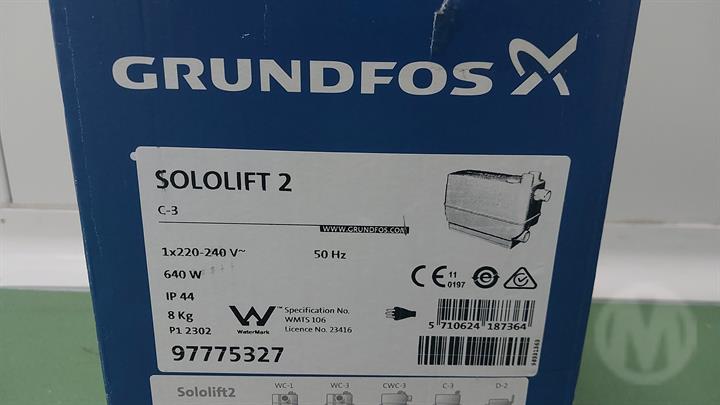 GRUNDFOS
SOLOLIFT 2
C-3
WWW.GRUNDFOS.COM
1x220-240 V~ 50 Hz
640 W
IP 44
8 Kg
P1 2302
CE 11
0197
WaterMark
Specification No.
WMTS 106
Licence No. 23416
5 710624 187364
97775327
Sololift2
WC-1 WC-3 CWC-3 C-3 D-2
M